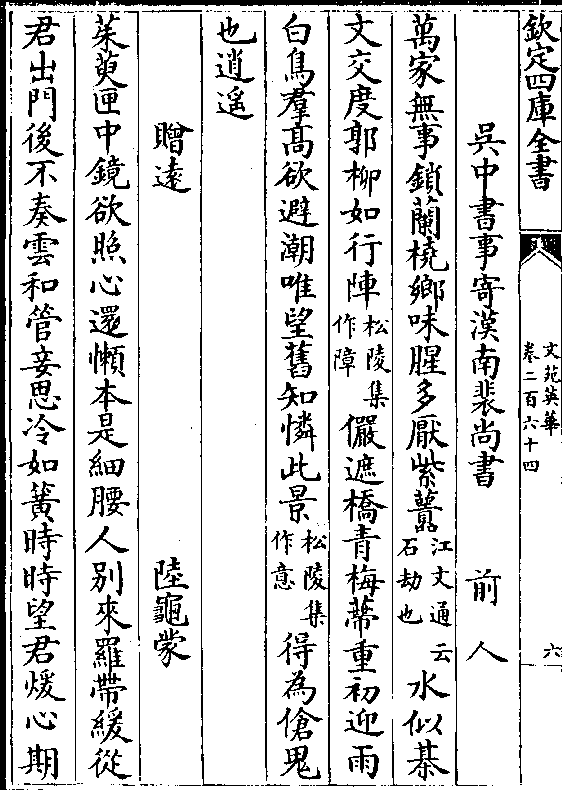 欽定四庫全書
文苑英華
卷二百六十四
六
吳中書事寄漢南裴尚書 前人
萬家無事鎖蘭橈鄉味腥多厭紫䕩江文通云石劫也水似棊
文交度郭柳如行陣松陵集作障儼遮橋青梅蔕重初迎雨
白鳥羣髙欲避潮唯望舊知憐此景松陵集作意得為傖鬼
也逍遥
贈逺 陸龜蒙
茱萸匣中鏡欲照心還懶本是細腰人别來羅帶緩從
君出門後不奏雲和管妾思冷如簧時時望君煖心期